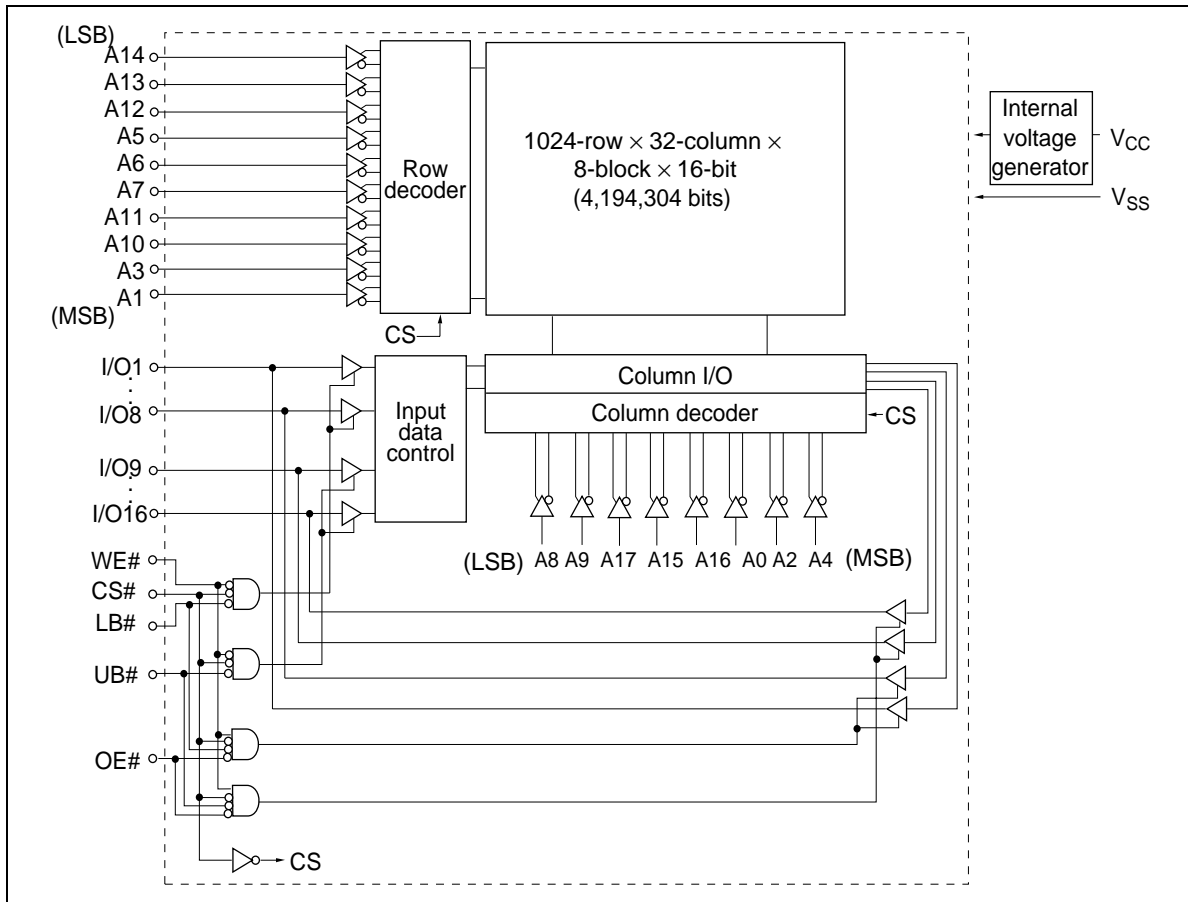 (LSB)
A14
A13
A12
A5
A6
A7
A11
A10
A3
A1
(MSB)
Row
decoder
CS
1024-row × 32-column ×
8-block × 16-bit
(4,194,304 bits)
Internal
voltage
generator
VCC
VSS
I/O1
I/O8
I/O9
I/O16
Input
data
control
Column I/O
Column decoder
CS
(LSB) A8 A9 A17 A15 A16 A0 A2 A4 (MSB)
WE#
CS#
LB#
UB#
OE#
CS